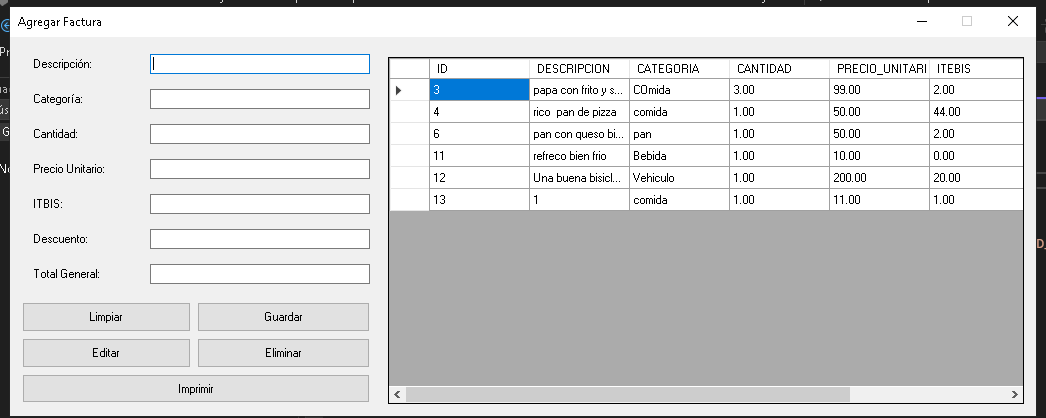 Agregar Factura
Descripción:
Categoría:
Cantidad:
Precio Unitario:
ITBIS:
Descuento:
Total General:
Limpiar Guardar
Editar Eliminar
Imprimir
ID DESCRIPCION CATEGORIA CANTIDAD PRECIO_UNITARI ITEBIS
3 papa con frito y s... COmida 3.00 99.00 2.00
4 rico pan de pizza comida 1.00 50.00 44.00
6 pan con queso bi... pan 1.00 50.00 2.00
11 refreco bien frio Bebida 1.00 10.00 0.00
12 Una buena bisicl... Vehiculo 1.00 200.00 20.00
13 1 comida 1.00 11.00 1.00